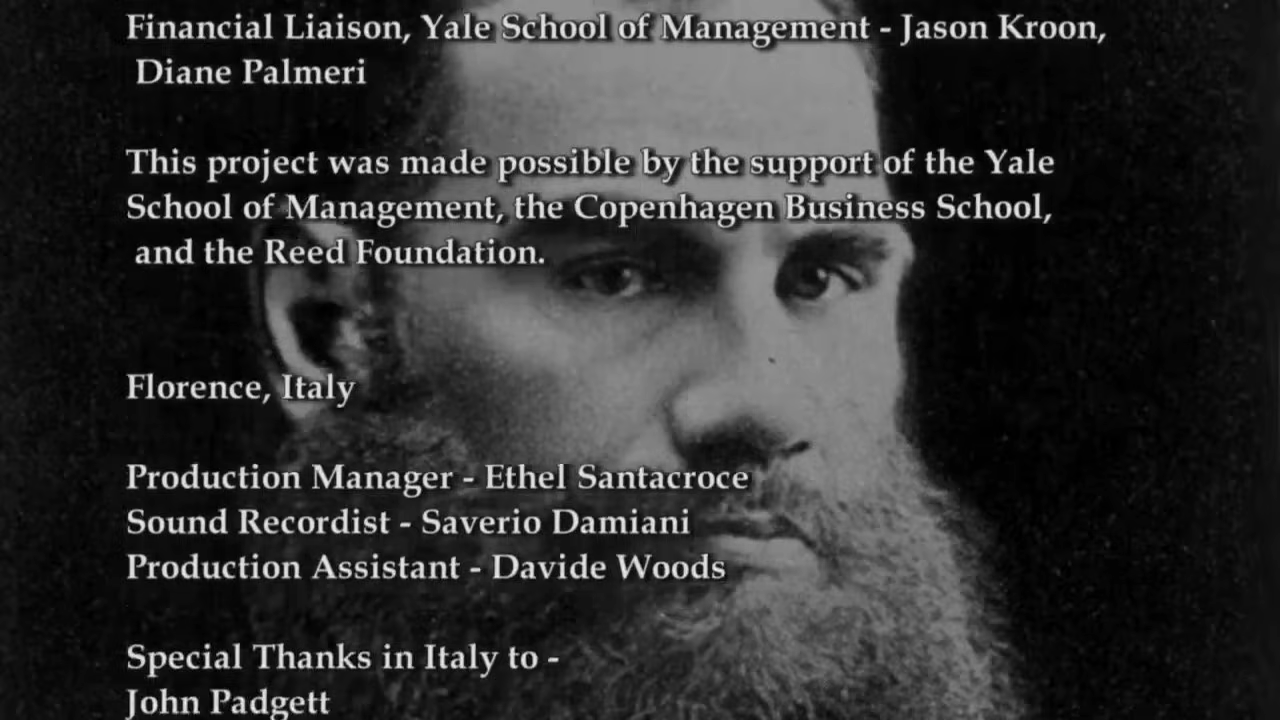 Financial Liaison, Yale School of Management - Jason Kroon,
Diane Palmeri
This project was made possible by the support of the Yale
School of Management, the Copenhagen Business School,
and the Reed Foundation.
Florence, Italy
Production Manager - Ethel Santacroce
Sound Recordist - Saverio Damiani
Production Assistant - Davide Woods
Special Thanks in Italy to -
John Padgett